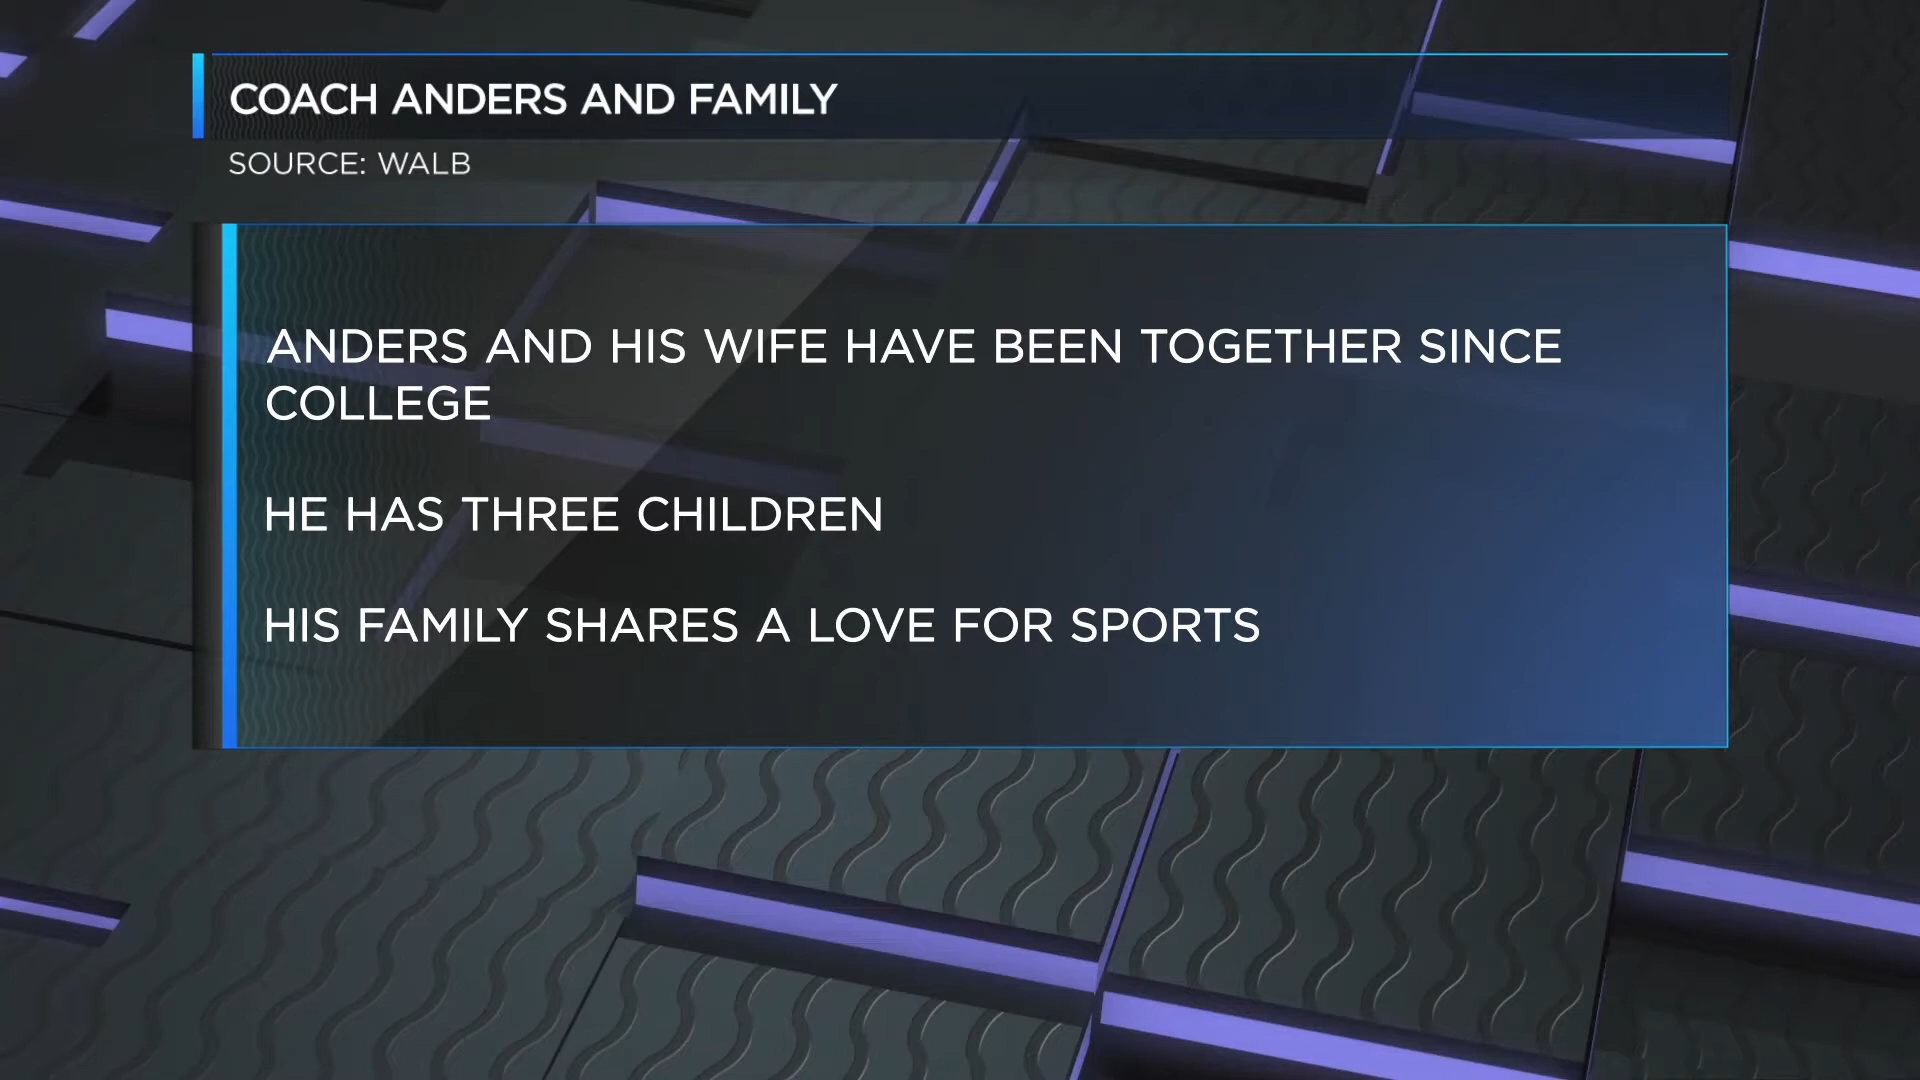 COACH ANDERS AND FAMILY
SOURCE: WALB
ANDERS AND HIS WIFE HAVE BEEN TOGETHER SINCE
COLLEGE
HE HAS THREE CHILDREN
HIS FAMILY SHARES A LOVE FOR SPORTS